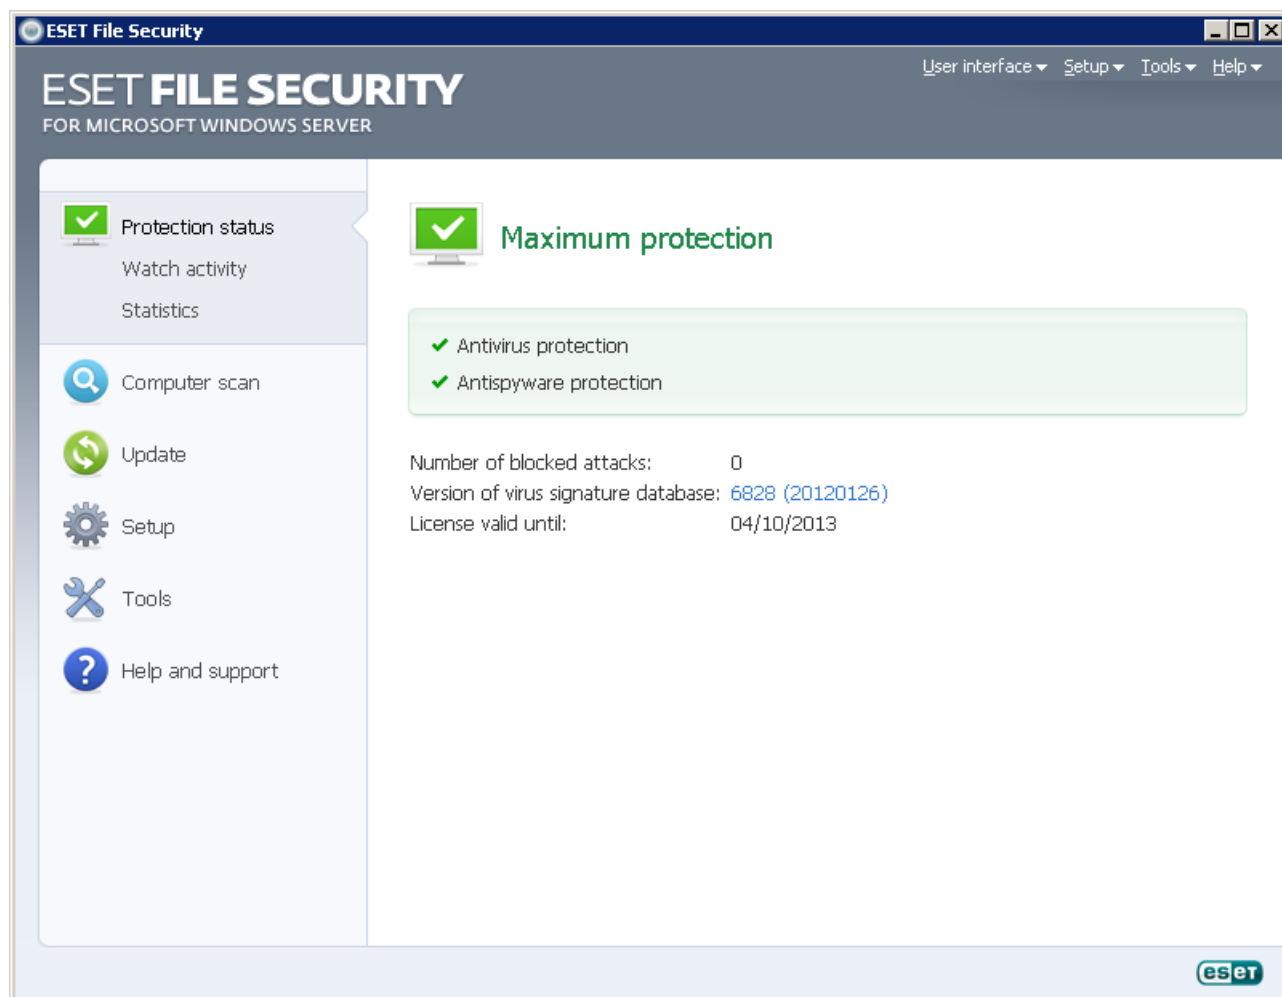 ESET File Security
ESET FILE SECURITY
FOR MICROSOFT WINDOWS SERVER
User interface Setup Tools Help
Protection status
Watch activity
Statistics
Computer scan
Update
Setup
Tools
Help and support
Maximum protection
Antivirus protection
Antispyware protection
Number of blocked attacks: 0
Version of virus signature database: 6828 (20120126)
License valid until: 04/10/2013
eseT